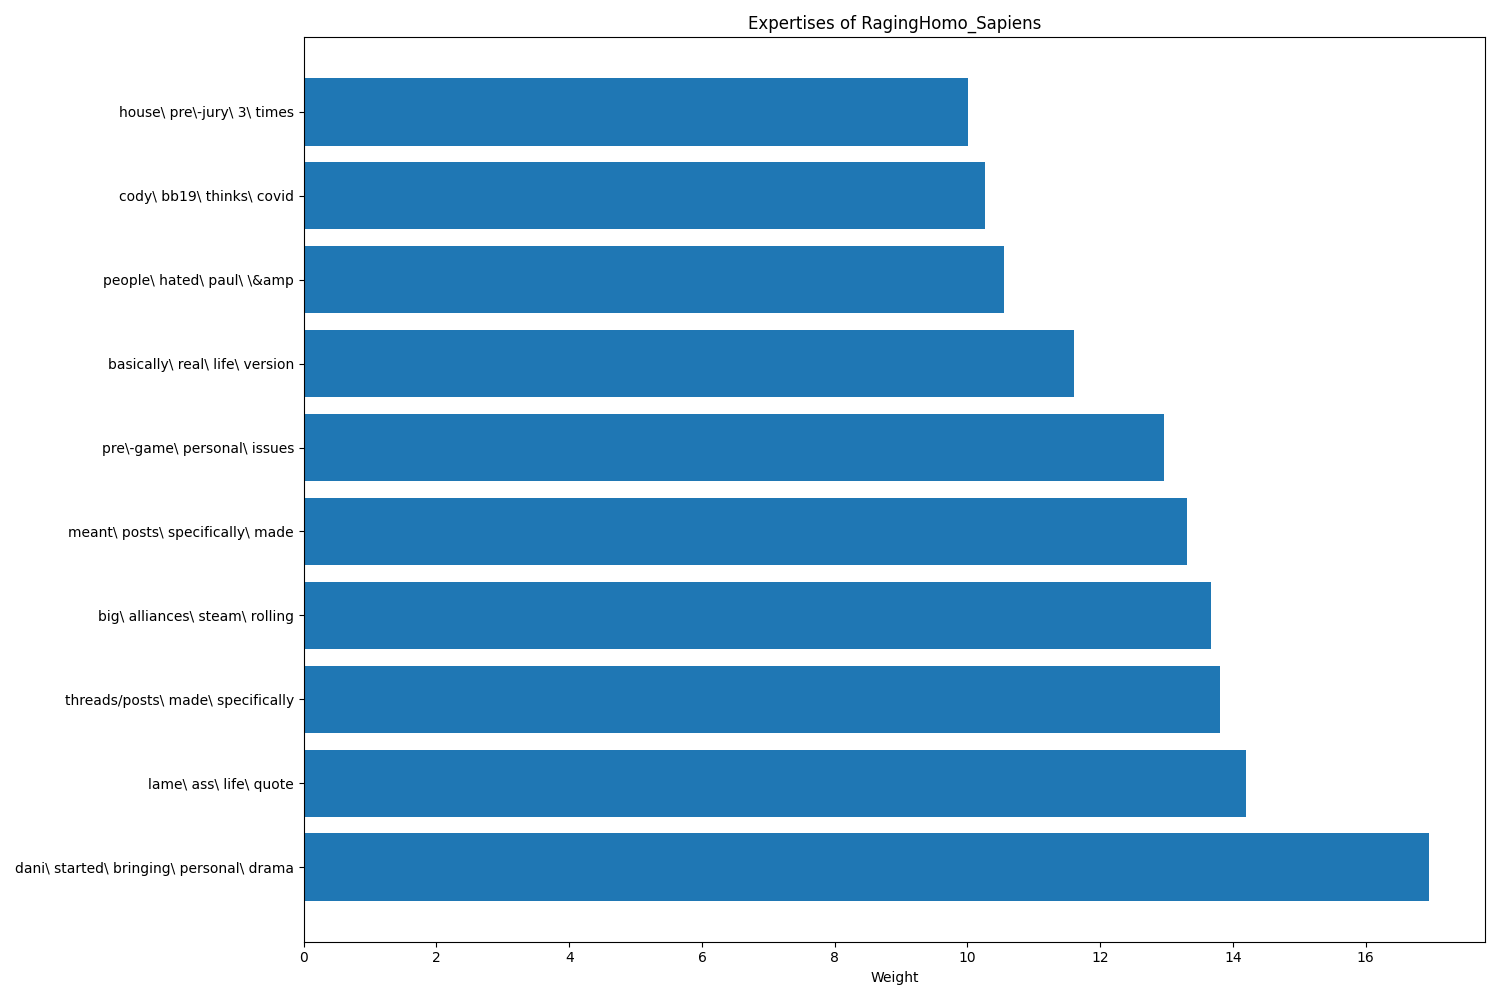 Expertises of RagingHomo_Sapiens
house\ pre\-jury\ 3\ times
cody\ bb19\ thinks\ covid
people\ hated\ paul\ \&amp
basically\ real\ life\ version
pre\-game\ personal\ issues
meant\ posts\ specifically\ made
big\ alliances\ steam\ rolling
threads/posts\ made\ specifically
lame\ ass\ life\ quote
dani\ started\ bringing\ personal\ drama
0 2 4 6 8 10 12 14 16
Weight